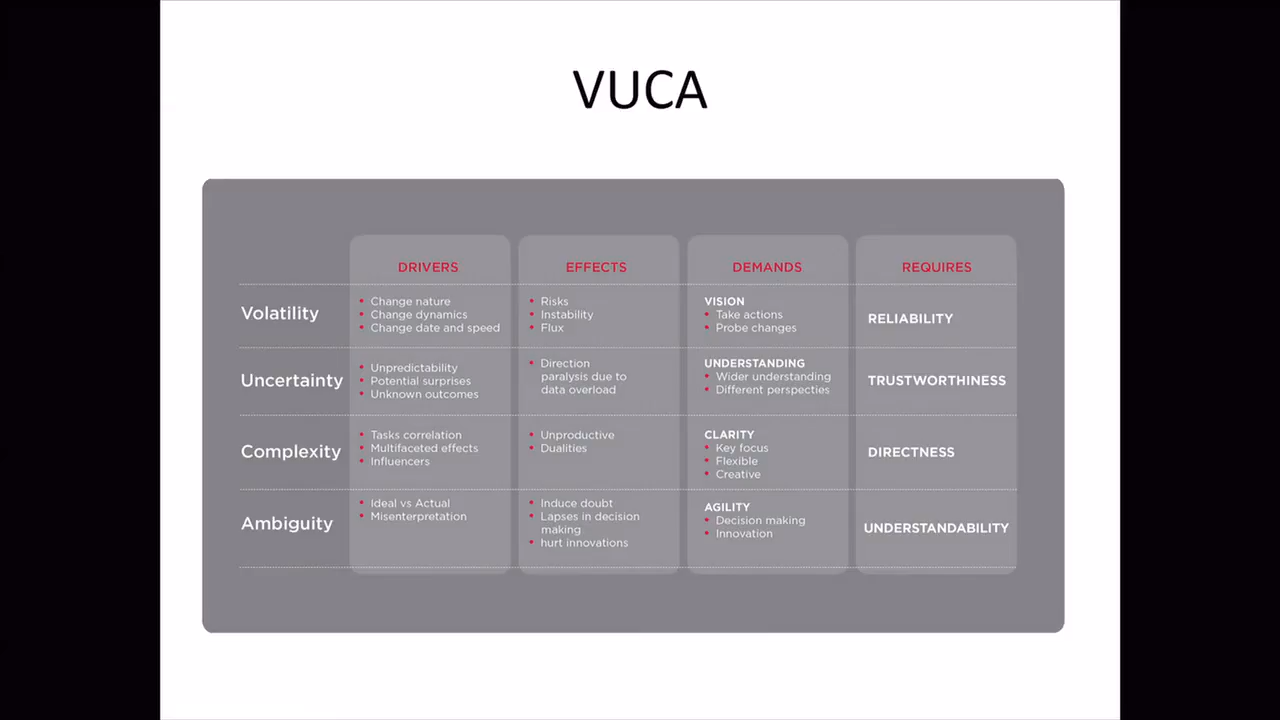 VUCA
DRIVERS
EFFECTS
DEMANDS
REQUIRES
Volatility
• Change nature
• Change dynamics
• Change date and speed
• Risks
• Instability
• Flux
VISION
• Take actions
• Probe changes
RELIABILITY
Uncertainty
• Unpredictability
• Potential surprises
• Unknown outcomes
• Direction
paralysis due to
data overload
UNDERSTANDING
• Wider understanding
• Different perspecties
TRUSTWORTHINESS
Complexity
• Tasks correlation
• Multifaceted effects
• Influencers
• Unproductive
• Dualities
CLARITY
• Key focus
• Flexible
• Creative
DIRECTNESS
Ambiguity
• Ideal vs Actual
• Misenterpretation
• Induce doubt
• Lapses in decision
making
• hurt innovations
AGILITY
• Decision making
• Innovation
UNDERSTANDABILITY